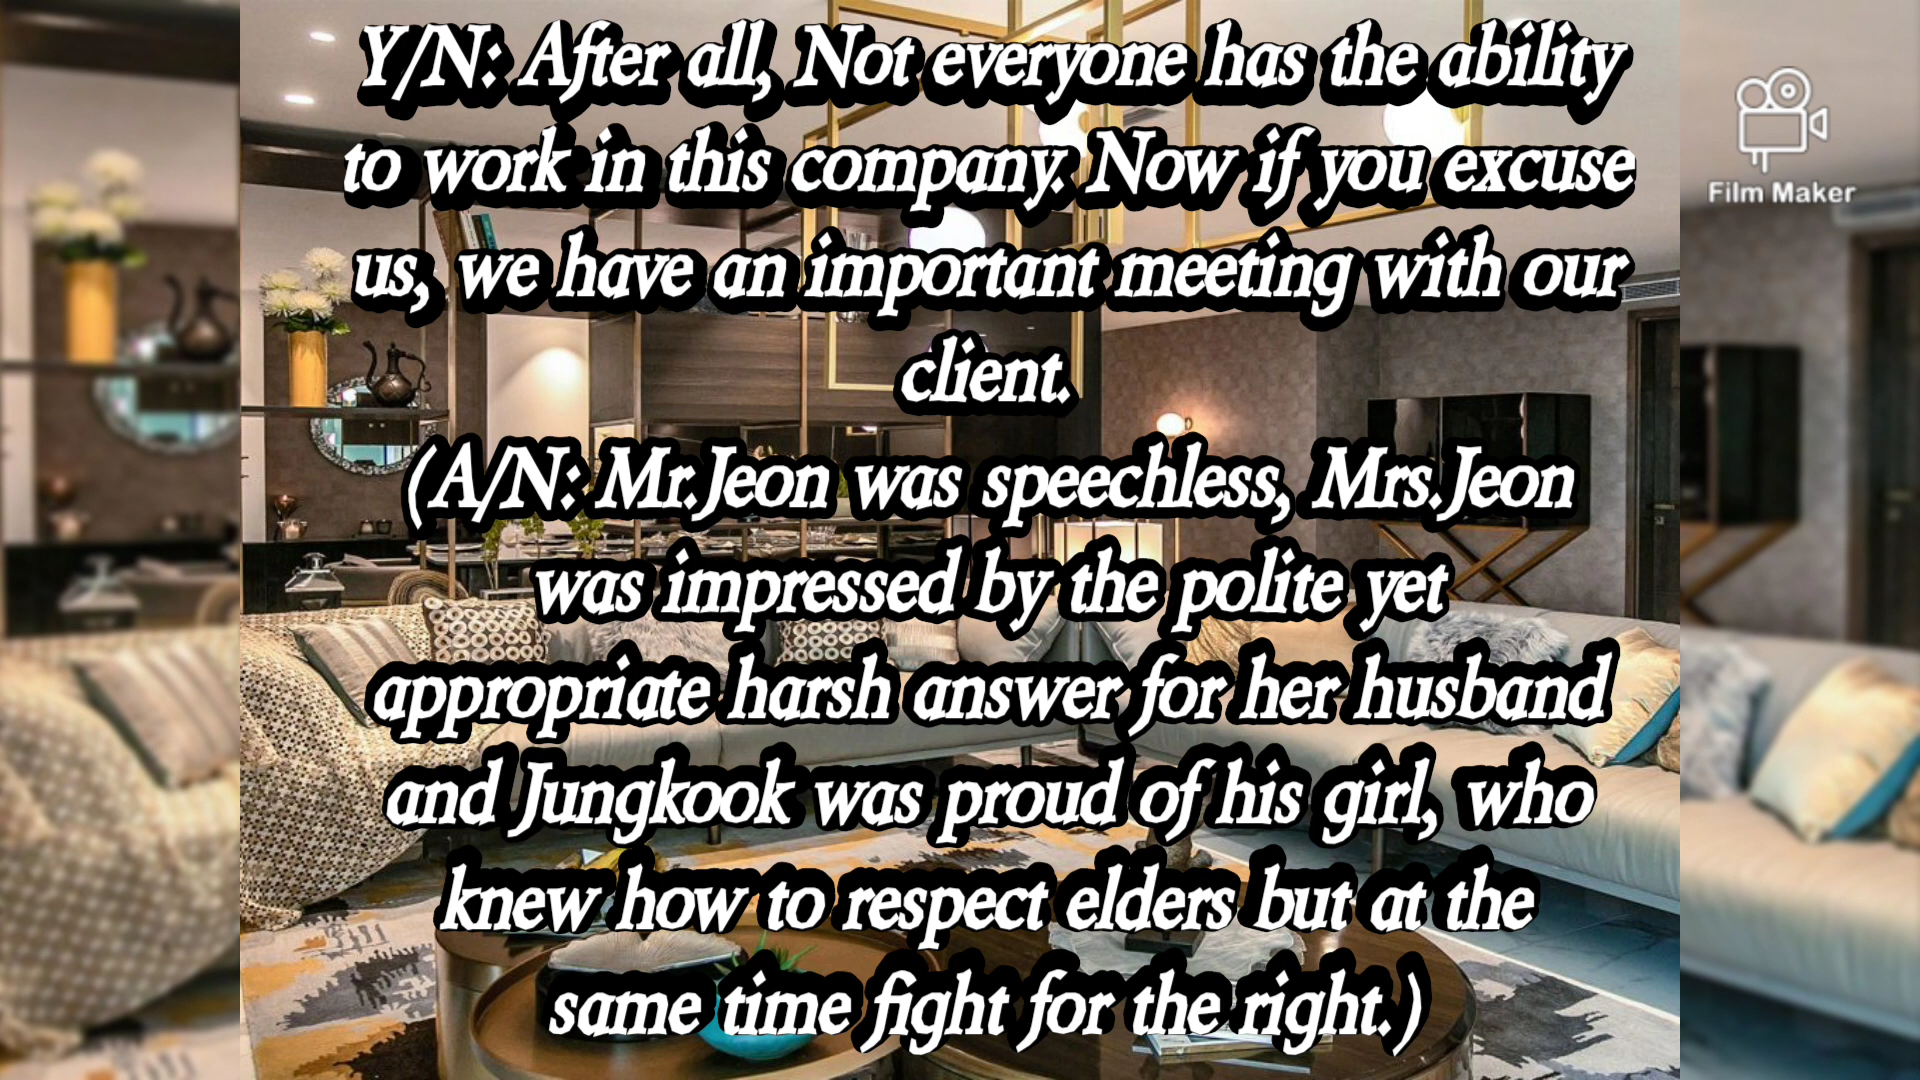 Y/N: After all, Not everyone has the ability
to work in this company. Now if you excuse
us, we have an important meeting with our
client.
(A/N: Mr.Jeon was speechless, Mrs.Jeon
was impressed by the polite yet
appropriate harsh answer for her husband
and Jungkook was proud of his girl, who
knew how to respect elders but at the
same time fight for the right.)
Film Maker